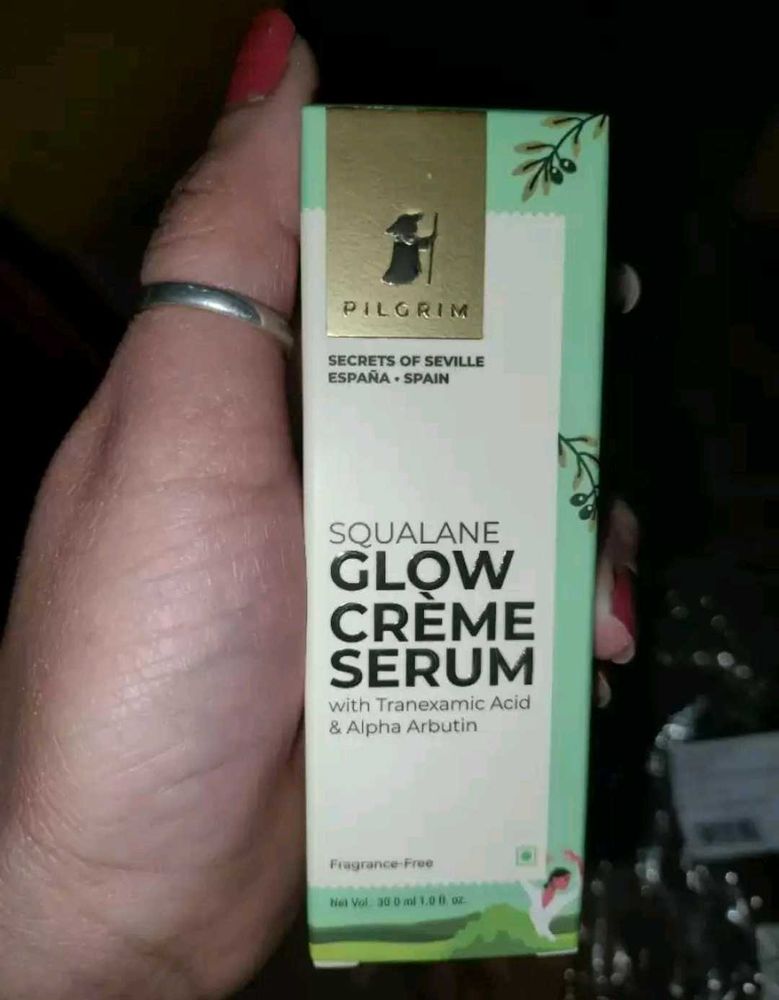 PILGRIM
SECRETS OF SEVILLE
ESPAÑA • SPAIN
SQUALANE
GLOW
CRÈME
SERUM
with Tranexamic Acid
& Alpha Arbutin
Fragrance-Free
Net Vol.: 30.0 ml 1.0 fl. oz.